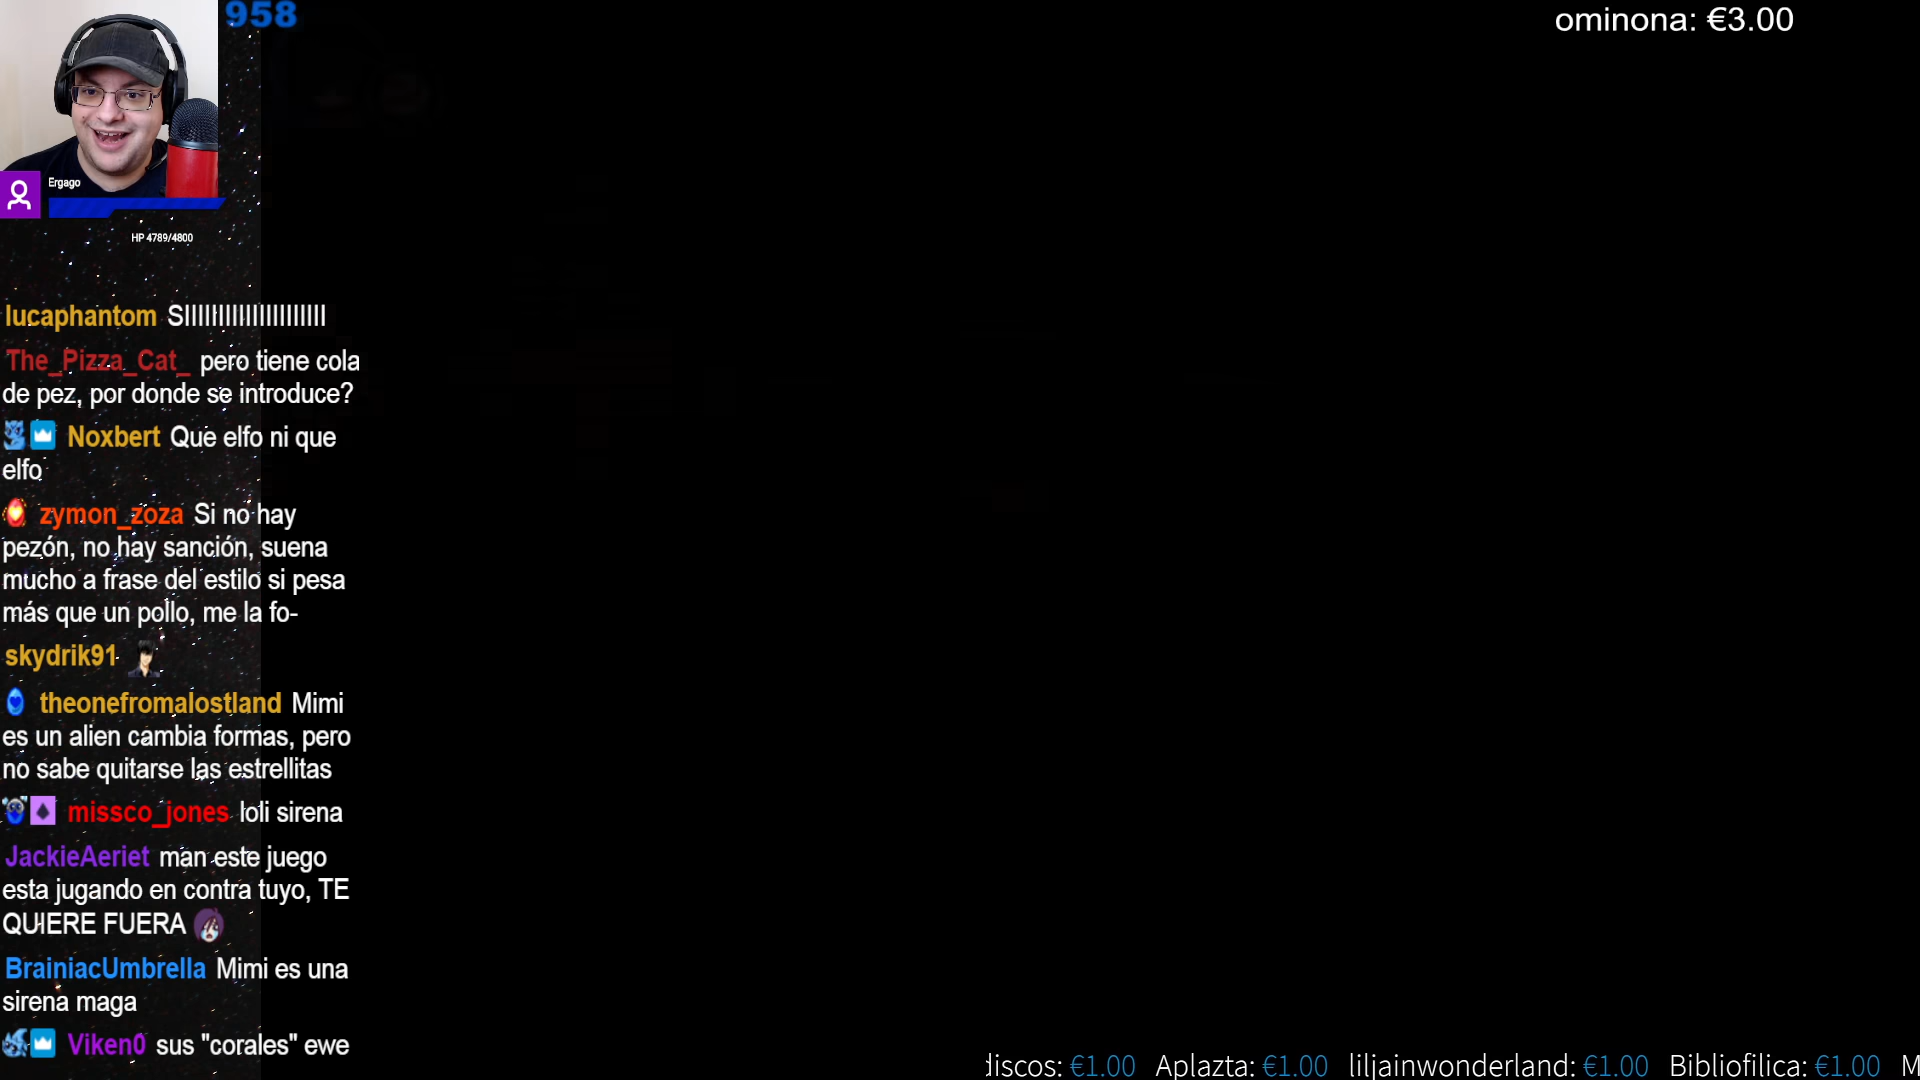 958
ominona: €3.00
Ergago
HP 4789/4800
lucaphantom SIIIIIIIIIIIIIIIIIIIII
The_Pizza_Cat_ pero tiene cola
de pez, por donde se introduce?
Noxbert Que elfo ni que
elfo
zymon_zoza Si no hay
pezón, no hay sanción, suena
mucho a frase del estilo si pesa
más que un pollo, me la fo-
skydrik91
theonefromalostland Mimi
es un alien cambia formas, pero
no sabe quitarse las estrellitas
missco_jones loli sirena
JackieAeriet man este juego
esta jugando en contra tuyo, TE
QUIERE FUERA
BrainiacUmbrella Mimi es una
sirena maga
Viken0 sus "corales" ewe
discos: €1.00 Aplazta: €1.00 liljainwonderland: €1.00 Bibliofilica: €1.00 M